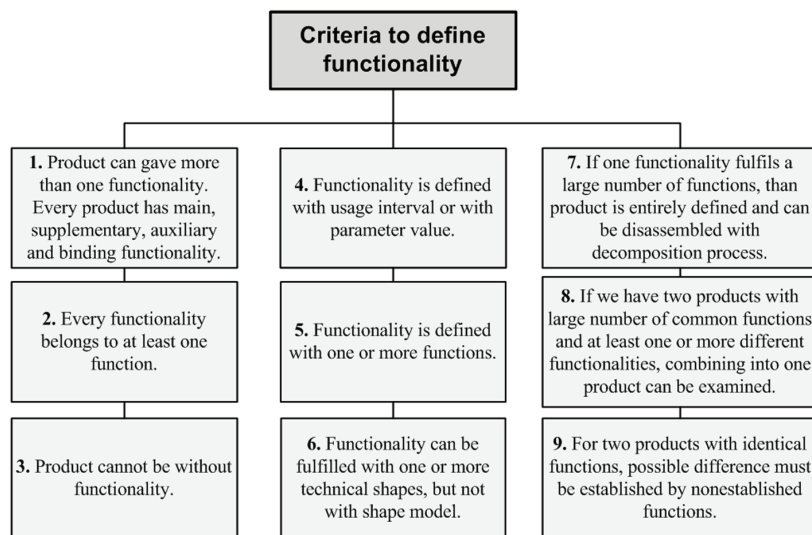 Criteria to define
functionality
1. Product can gave more
than one functionality.
Every product has main,
supplementary, auxiliary
and binding functionality.
2. Every functionality
belongs to at least one
function.
3. Product cannot be without
functionality.
4. Functionality is defined
with usage interval or with
parameter value.
5. Functionality is defined
with one or more functions.
6. Functionality can be
fulfilled with one or more
technical shapes, but not
with shape model.
7. If one functionality fulfils a
large number of functions, than
product is entirely defined and can
be disassembled with
decomposition process.
8. If we have two products with
large number of common functions
and at least one or more different
functionalities, combining into one
product can be examined.
9. For two products with identical
functions, possible difference must
be established by nonestablished
functions.